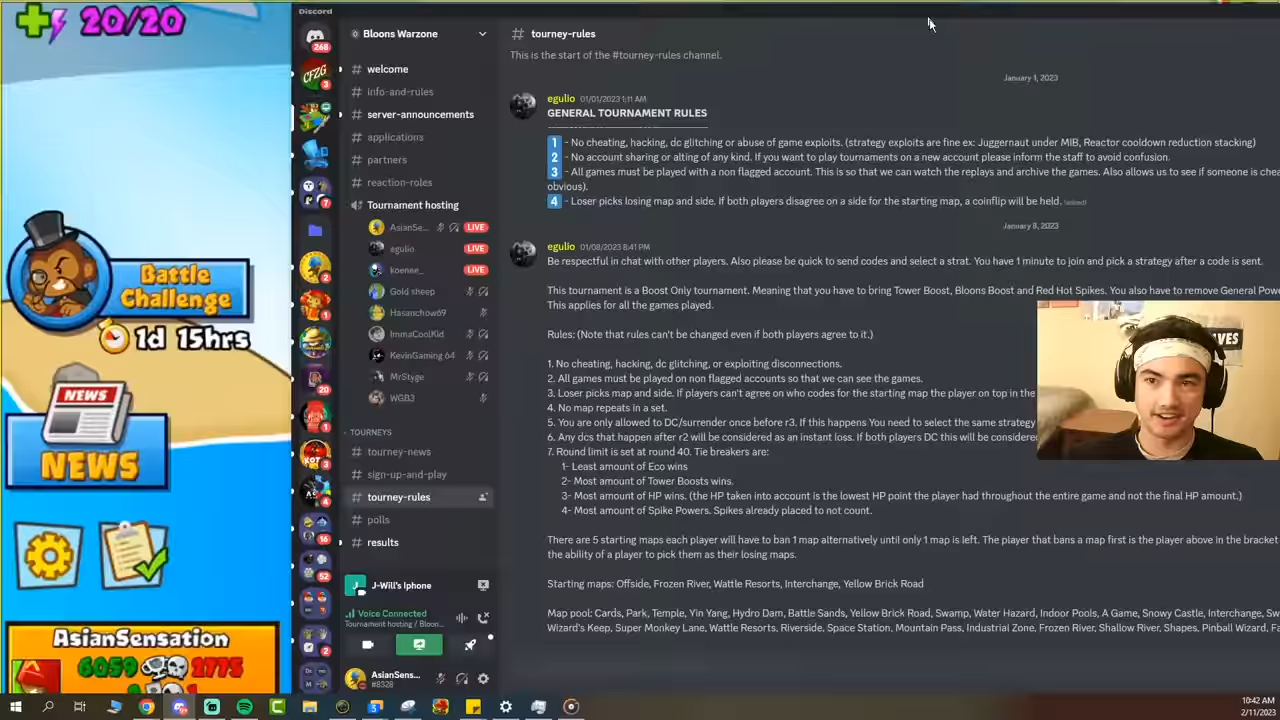 20/20
Battle
Challenge
1d 15hrs
NEWS
NEWS
AsianSensation
6059 2775
Discord
268
CFZG
3
7
2
1
20
1
3
4
16
52
2
Bloons Warzone
# welcome
# info-and-rules
# server-announcements
# applications
# partners
# reaction-roles
Tournament hosting
AsianSe... LIVE
egulio LIVE
koenee_ LIVE
Gold sheep
Hasanchow69
ImmaCoolKid
KevinGaming 64
MrStyge
WGB3
TOURNEYS
# tourney-news
# sign-up-and-play
# tourney-rules
# polls
# results
J-Will's Iphone
Voice Connected
Tournament hosting / Bloon...
AsianSens...
#8328
# tourney-rules
This is the start of the #tourney-rules channel.
January 1, 2023
egulio 01/01/2023 1:11 AM
GENERAL TOURNAMENT RULES
1 - No cheating, hacking, dc glitching or abuse of game exploits. (strategy exploits are fine ex: Juggernaut under MIB, Reactor cooldown reduction stacking)
2 - No account sharing or alting of any kind. If you want to play tournaments on a new account please inform the staff to avoid confusion.
3 - All games must be played with a non flagged account. This is so that we can watch the replays and archive the games. Also allows us to see if someone is chea
obvious).
4 - Loser picks losing map and side. If both players disagree on a side for the starting map, a coinflip will be held. (edited)
January 8, 2023
egulio 01/08/2023 8:41 PM
Be respectful in chat with other players. Also please be quick to send codes and select a strat. You have 1 minute to join and pick a strategy after a code is sent.
This tournament is a Boost Only tournament. Meaning that you have to bring Tower Boost, Bloons Boost and Red Hot Spikes. You also have to remove General Powe
This applies for all the games played.
Rules: (Note that rules can't be changed even if both players agree to it.)
1. No cheating, hacking, dc glitching, or exploiting disconnections.
2. All games must be played on non flagged accounts so that we can see the games.
3. Loser picks map and side. If players can't agree on who codes for the starting map the player on top in the
4. No map repeats in a set.
5. You are only allowed to DC/surrender once before r3. If this happens You need to select the same strategy
6. Any dcs that happen after r2 will be considered as an instant loss. If both players DC this will be considere
7. Round limit is set at round 40. Tie breakers are:
1- Least amount of Eco wins
2- Most amount of Tower Boosts wins.
3- Most amount of HP wins. (the HP taken into account is the lowest HP point the player had throughout the entire game and not the final HP amount.)
4- Most amount of Spike Powers. Spikes already placed to not count.
There are 5 starting maps each player will have to ban 1 map alternatively until only 1 map is left. The player that bans a map first is the player above in the bracket
the ability of a player to pick them as their losing maps.
Starting maps: Offside, Frozen River, Wattle Resorts, Interchange, Yellow Brick Road
Map pool: Cards, Park, Temple, Yin Yang, Hydro Dam, Battle Sands, Yellow Brick Road, Swamp, Water Hazard, Indoor Pools, A Game, Snowy Castle, Interchange, Sw
Wizard's Keep, Super Monkey Lane, Wattle Resorts, Riverside, Space Station, Mountain Pass, Industrial Zone, Frozen River, Shallow River, Shapes, Pinball Wizard, Fa
AVES
10:42 AM
2/11/2023